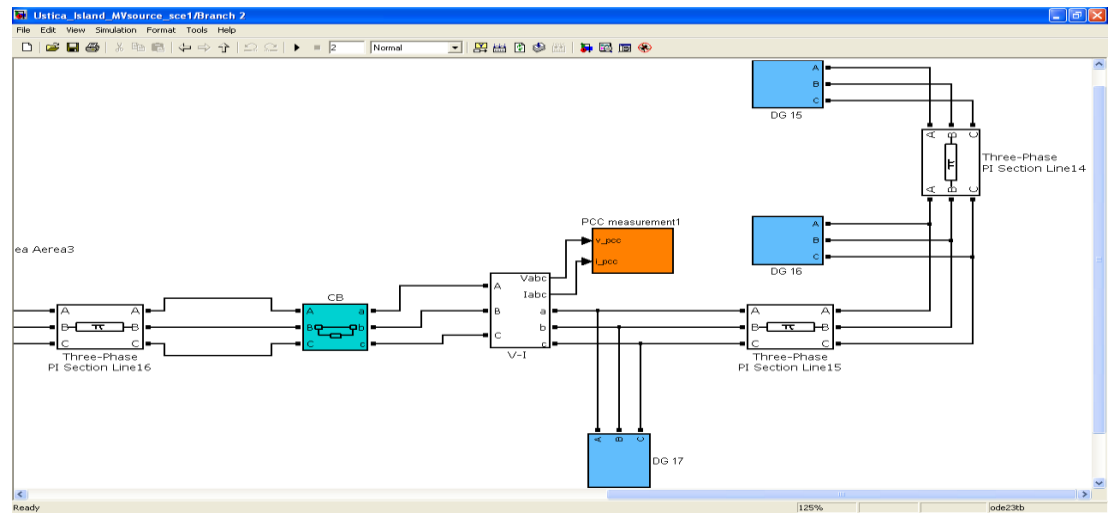 Ustica_Island_MVsource_sce1/Branch 2
File Edit View Simulation Format Tools Help
2 Normal
A
B
C
DG 15
A B C
π
A B C
Three-Phase
PI Section Line14
A
B
C
DG 16
PCC measurement1
v_pcc
i_pcc
ea Aerea3
A A
B π B
C C
Three-Phase
PI Section Line16
CB
A a
B b
C c
Vabc
Iabc
A
B
C
a
b
c
V-I
A A
B π B
C C
Three-Phase
PI Section Line15
A B C
DG 17
Ready 125% ode23tb